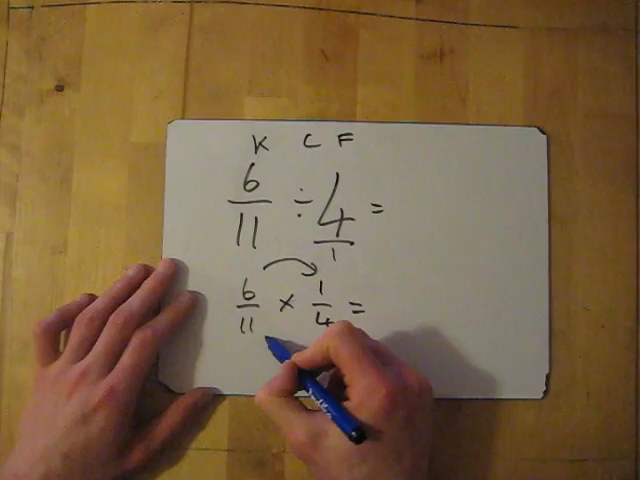 K C F
6/11 ÷ 4/1 =
6/11 × 1/4 =